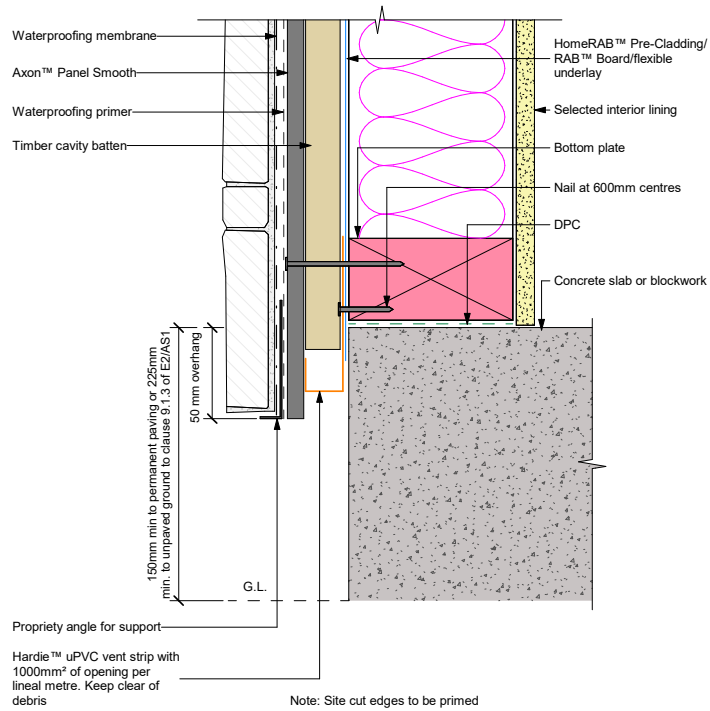 Waterproofing membrane
Axon™ Panel Smooth
Waterproofing primer
Timber cavity batten
HomeRAB™ Pre-Cladding/
RAB™ Board/flexible
underlay
Selected interior lining
Bottom plate
Nail at 600mm centres
DPC
Concrete slab or blockwork
150mm min to permanent paving or 225mm
min. to unpaved ground to clause 9.1.3 of E2/AS1
50 mm overhang
G.L.
Propriety angle for support
Hardie™ uPVC vent strip with
1000mm² of opening per
lineal metre. Keep clear of
debris
Note: Site cut edges to be primed